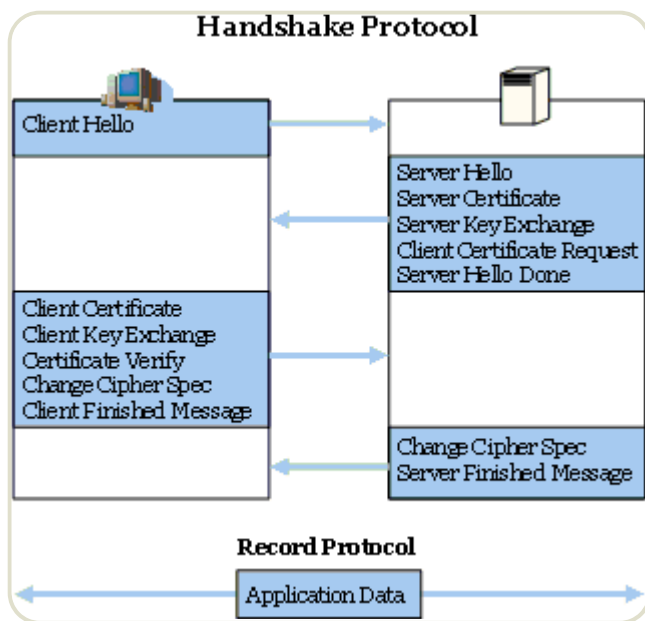 Handshake Protocol
Client Hello
Server Hello
Server Certificate
Server Key Exchange
Client Certificate Request
Server Hello Done
Client Certificate
Client Key Exchange
Certificate Verify
Change Cipher Spec
Client Finished Message
Change Cipher Spec
Server Finished Message
Record Protocol
Application Data